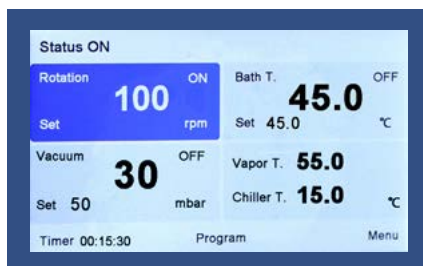 Status ON
Rotation ON
100
Set rpm
Bath T. OFF
45.0
Set 45.0 ℃
Vacuum OFF
30
Set 50 mbar
Vapor T. 55.0
Chiller T. 15.0 ℃
Timer 00:15:30 Program Menu